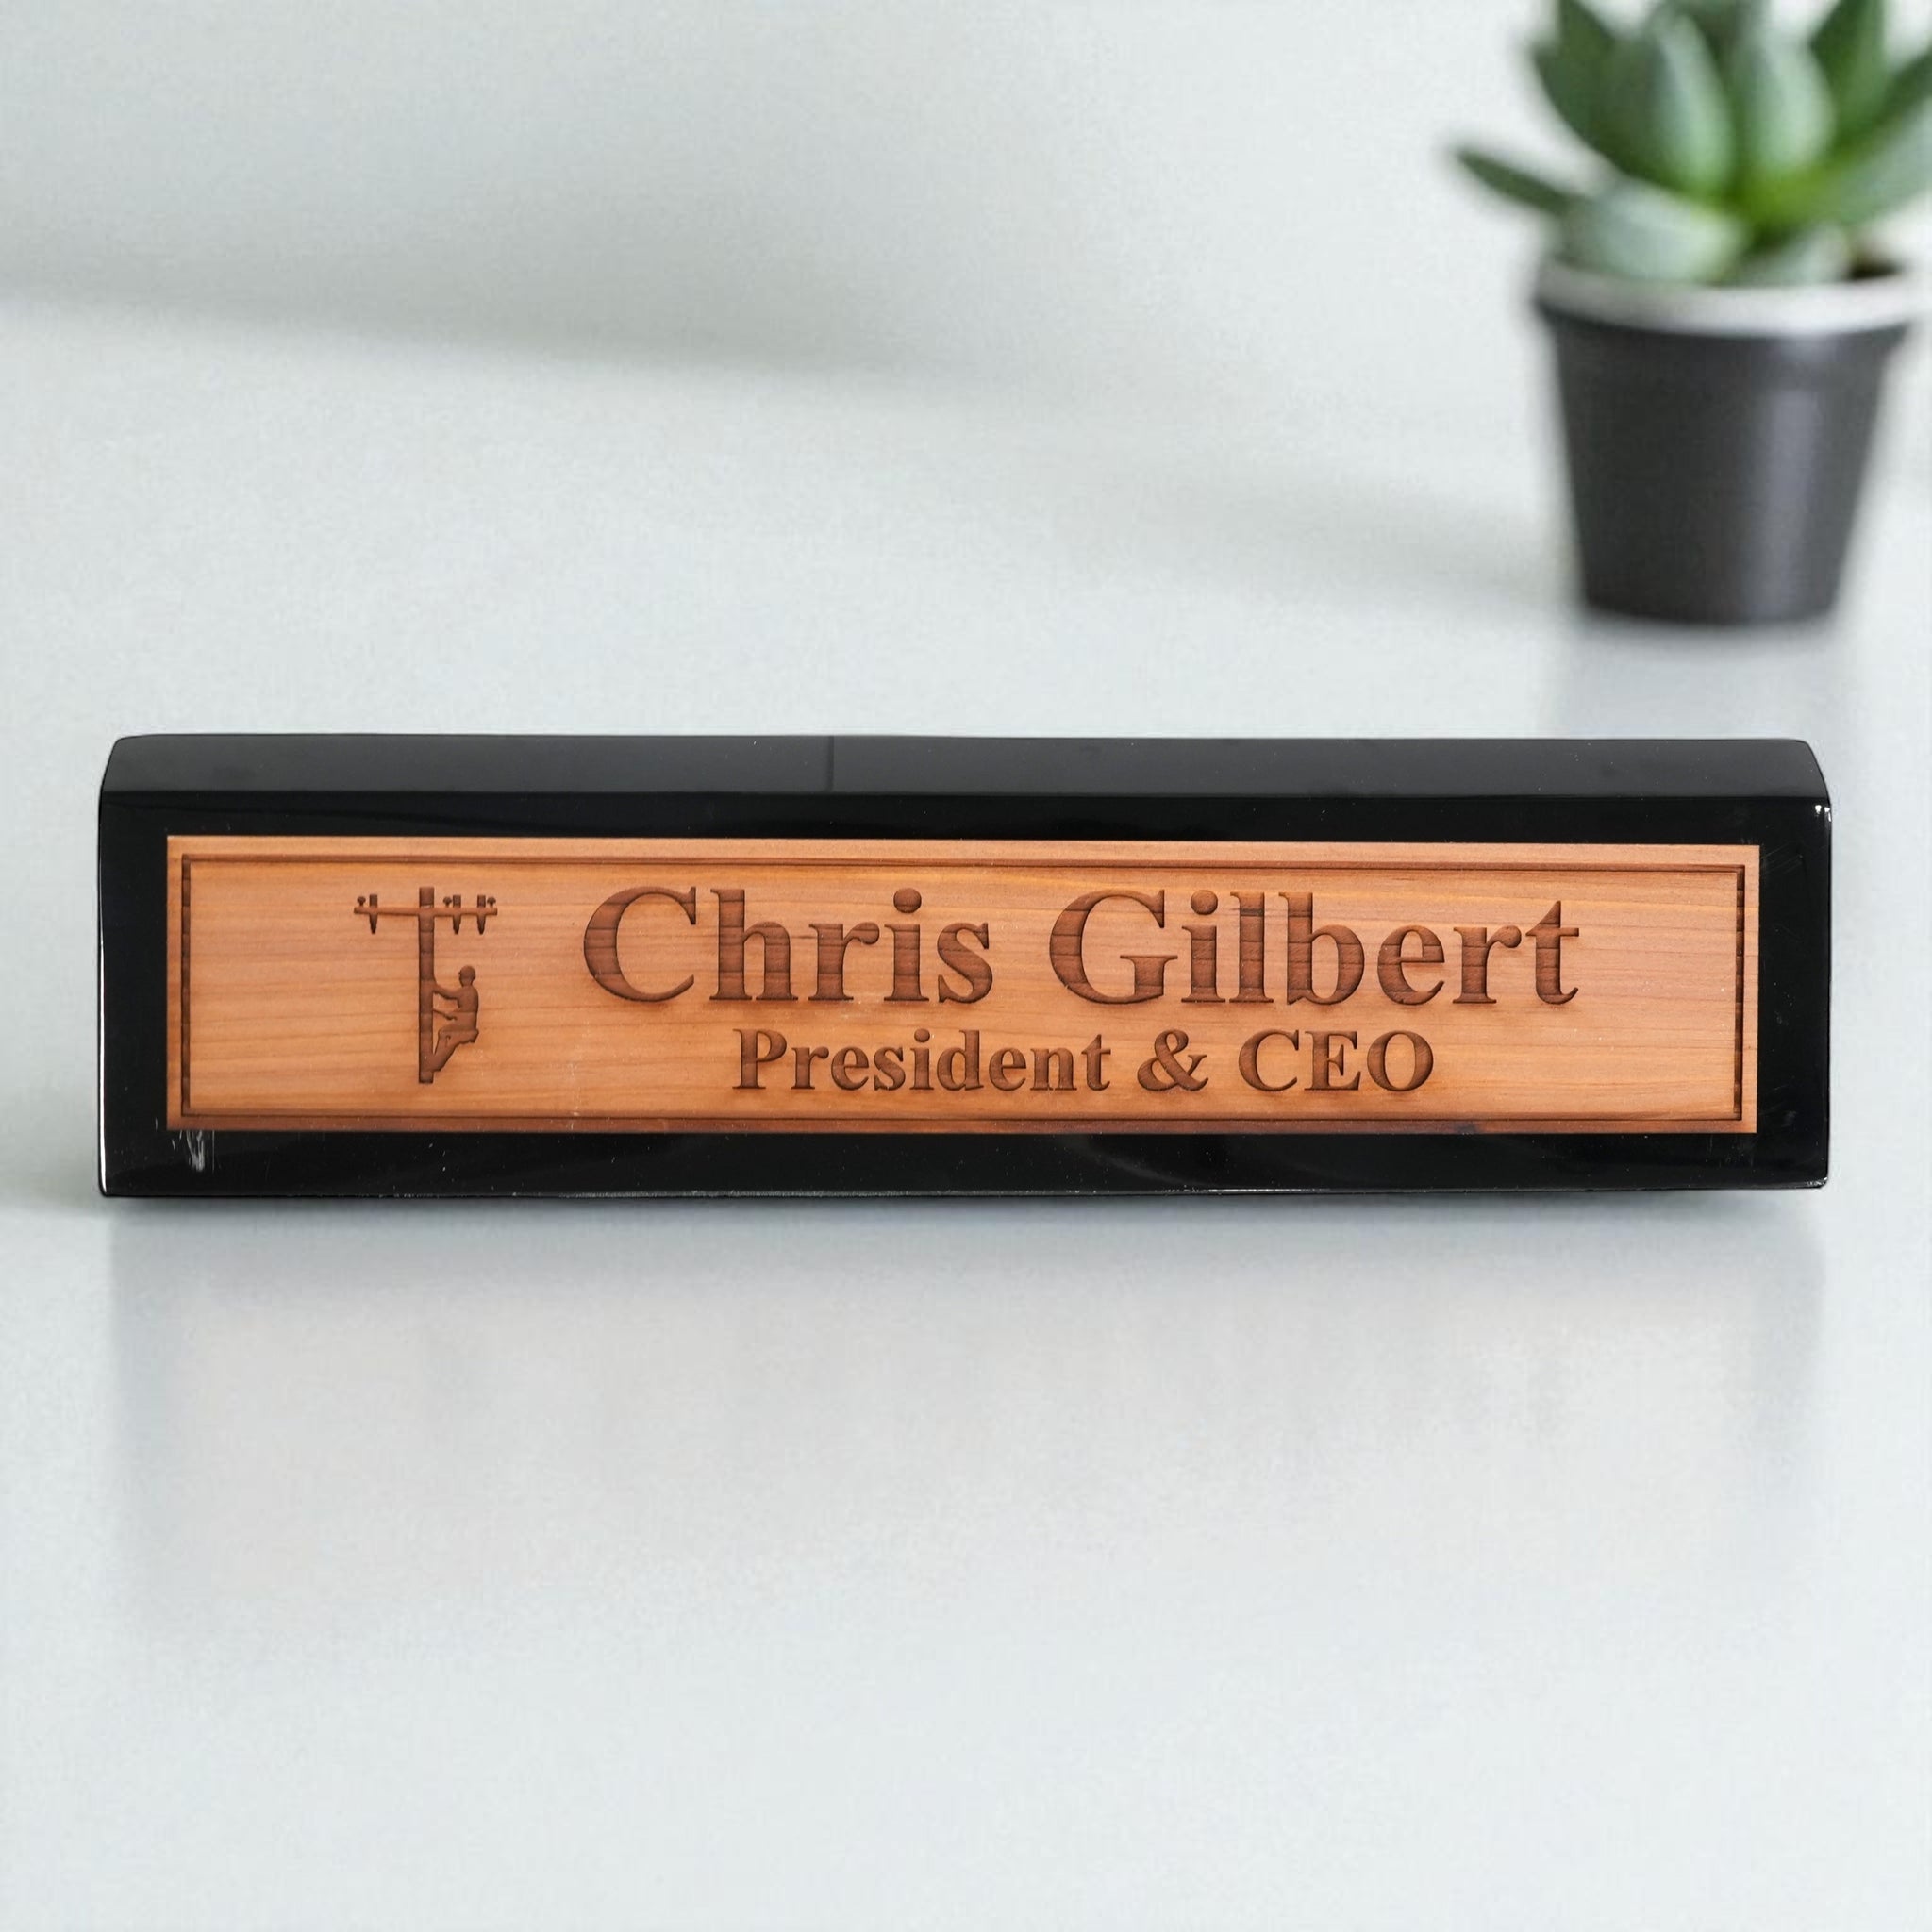 Chris Gilbert
President & CEO